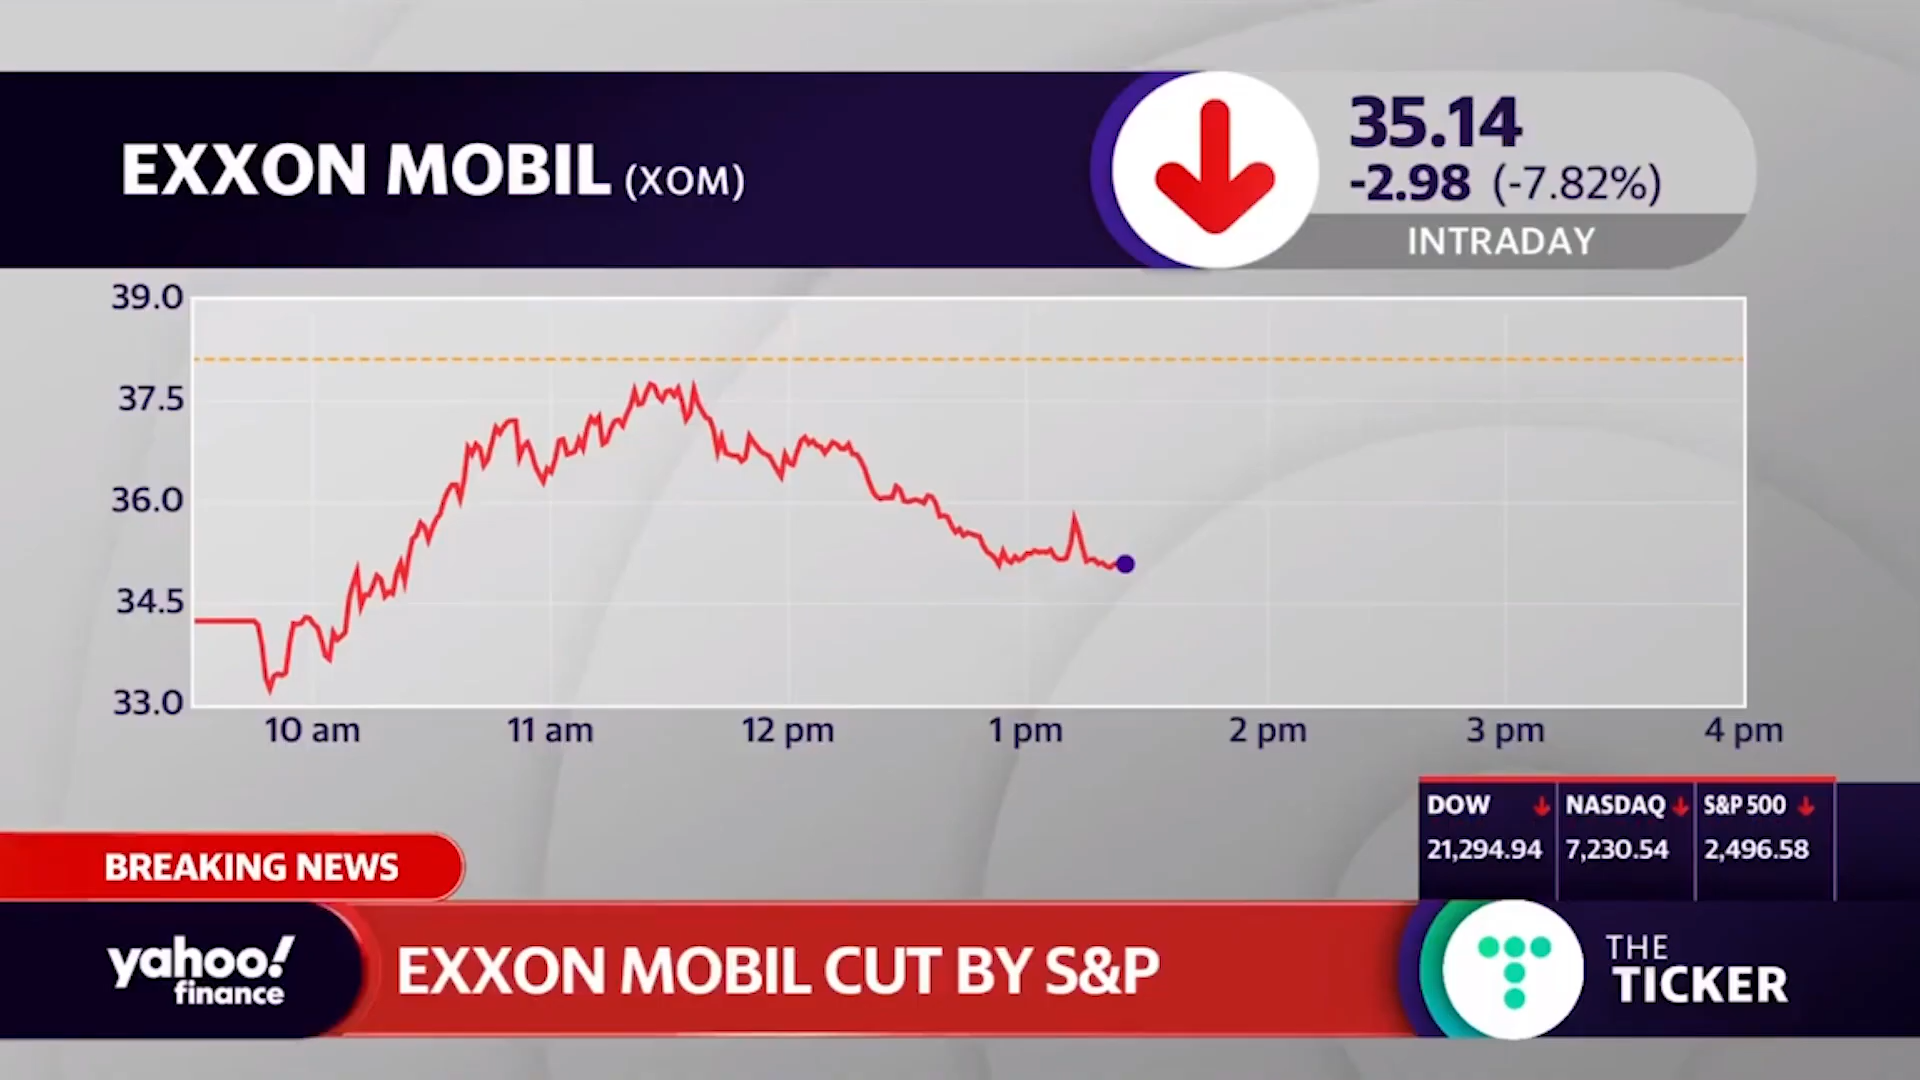 EXXON MOBIL (XOM)
35.14
-2.98 (-7.82%)
INTRADAY
39.0
37.5
36.0
34.5
33.0
10 am 11 am 12 pm 1 pm 2 pm 3 pm 4 pm
DOW NASDAQ S&P 500
21,294.94 7,230.54 2,496.58
BREAKING NEWS
yahoo!
finance
EXXON MOBIL CUT BY S&P
THE
TICKER